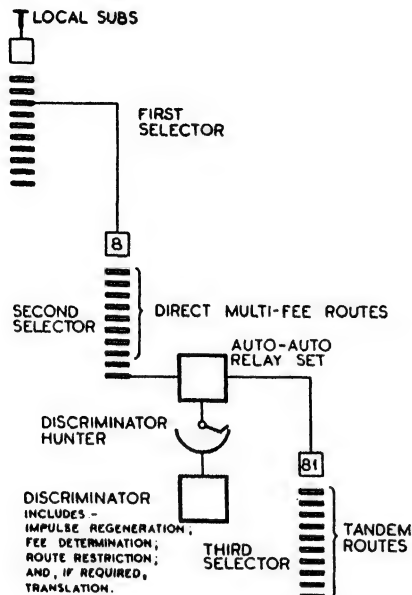 LOCAL SUBS
FIRST
SELECTOR
8
SECOND
SELECTOR
DIRECT MULTI-FEE ROUTES
AUTO-AUTO
RELAY SET
DISCRIMINATOR
HUNTER
81
DISCRIMINATOR
INCLUDES -
IMPULSE REGENERATION;
FEE DETERMINATION;
ROUTE RESTRICTION;
AND, IF REQUIRED,
TRANSLATION.
THIRD
SELECTOR
TANDEM
ROUTES